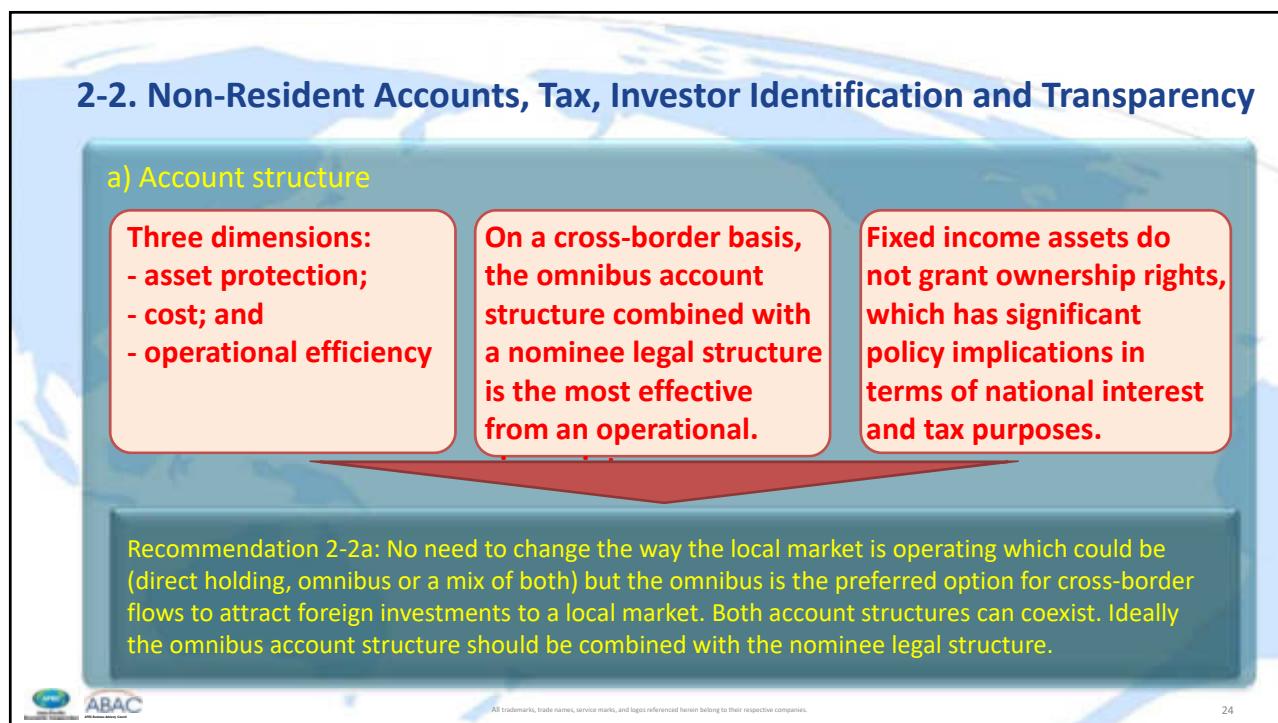 2-2. Non-Resident Accounts, Tax, Investor Identification and Transparency
a) Account structure
Three dimensions:
- asset protection;
- cost; and
- operational efficiency
On a cross-border basis,
the omnibus account
structure combined with
a nominee legal structure
is the most effective
from an operational.
Fixed income assets do
not grant ownership rights,
which has significant
policy implications in
terms of national interest
and tax purposes.
Recommendation 2-2a: No need to change the way the local market is operating which could be
(direct holding, omnibus or a mix of both) but the omnibus is the preferred option for cross-border
flows to attract foreign investments to a local market. Both account structures can coexist. Ideally
the omnibus account structure should be combined with the nominee legal structure.
ABAC
All trademarks, trade names, service marks, and logos referenced herein belong to their respective companies.
24